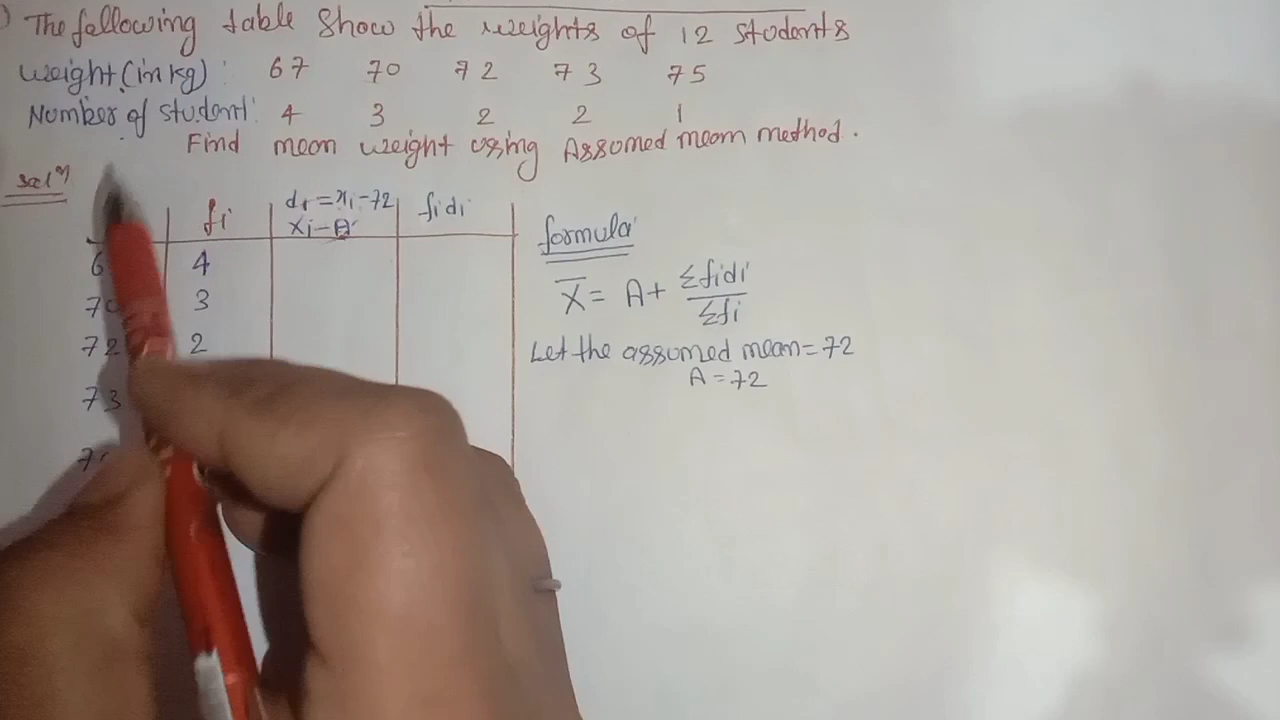 The following table show the weights of 12 students
Weight (in kg): 67 70 72 73 75
Number of student: 4 3 2 2 1
Find mean weight using Assumed mean method.
Solⁿ
fi di = xi-72 fidi
xi-A
4
70 3
72 2
73
formula
X̅ = A + Σfidi
Σfi
Let the assumed mean = 72
A = 72